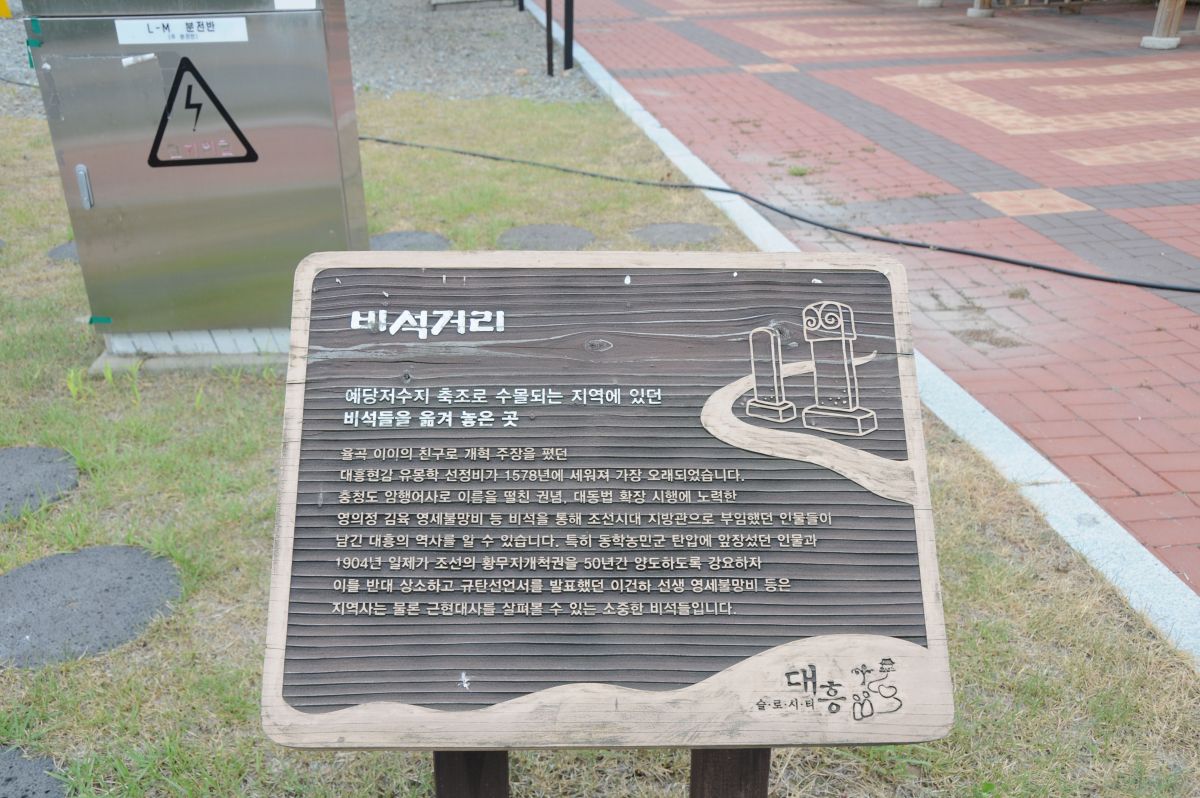 L-M 분전반
비석거리
예당저수지 축조로 수몰되는 지역에 있던
비석들을 옮겨 놓은 곳
율곡 이이의 친구로 개혁 주장을 폈던
대흥현감 유몽학 선정비가 1578년에 세워져 가장 오래되었습니다.
충청도 암행어사로 이름을 떨친 권념, 대동법 확장 시행에 노력한
영의정 김육 영세불망비 등 비석을 통해 조선시대 지방관으로 부임했던 인물들이
남긴 대흥의 역사를 알 수 있습니다. 특히 동학농민군 탄압에 앞장섰던 인물과
1904년 일제가 조선의 황무지개척권을 50년간 양도하도록 강요하자
이를 반대 상소하고 규탄선언서를 발표했던 이건하 선생 영세불망비 등은
지역사는 물론 근현대사를 살펴볼 수 있는 소중한 비석들입니다.
슬·로·시·티 대흥